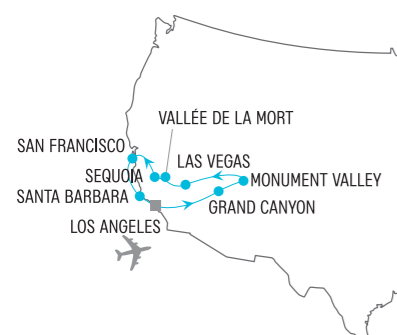 VALLÉE DE LA MORT
SAN FRANCISCO
LAS VEGAS
SEQUOIA
MONUMENT VALLEY
SANTA BARBARA
GRAND CANYON
LOS ANGELES